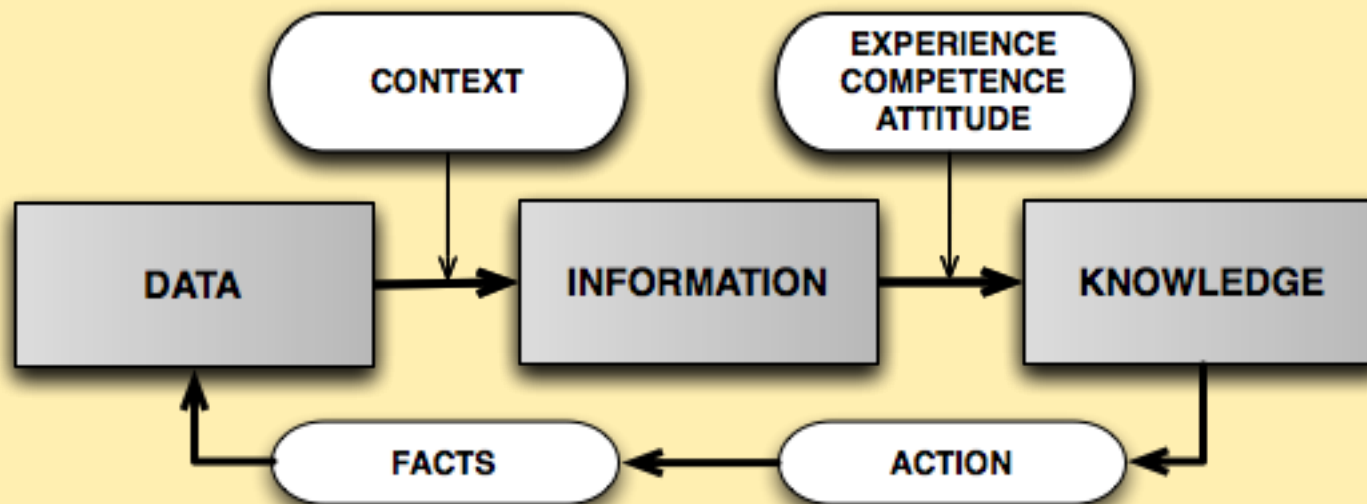 CONTEXT
EXPERIENCE
COMPETENCE
ATTITUDE
DATA
INFORMATION
KNOWLEDGE
FACTS
ACTION